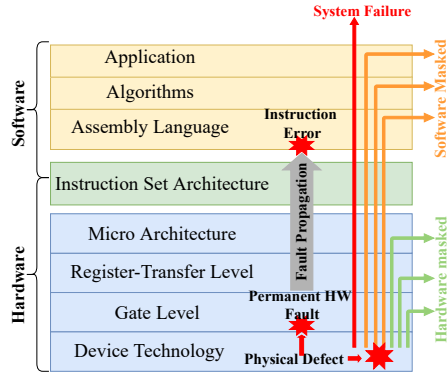 System Failure
Application
Algorithms
Assembly Language
Instruction
Error
Instruction Set Architecture
Micro Architecture
Register-Transfer Level
Gate Level
Device Technology
Permanent HW
Fault
Physical Defect
Fault Propagation
Software
Hardware
Software Masked
Hardware masked